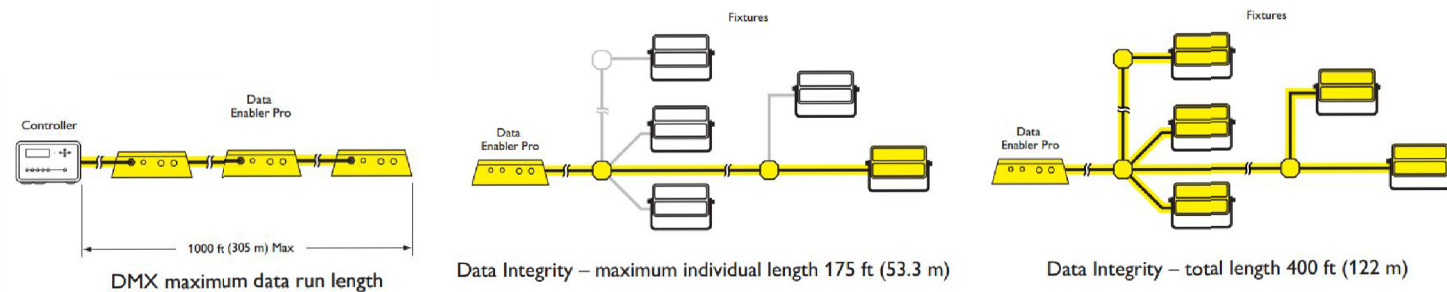 Controller
Data
Enabler Pro
1000 ft (305 m) Max
DMX maximum data run length
Fixtures
Data
Enabler Pro
Data Integrity – maximum individual length 175 ft (53.3 m)
Fixtures
Data
Enabler Pro
Data Integrity – total length 400 ft (122 m)